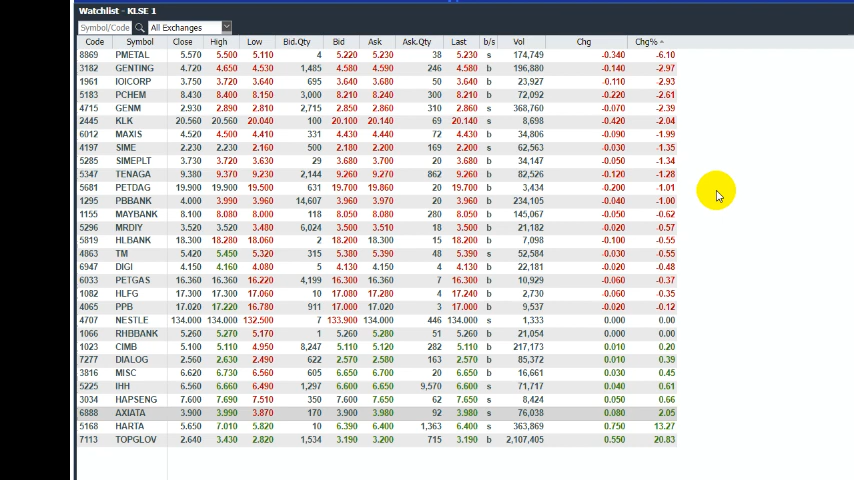 Watchlist - KLSE 1
Symbol/Code All Exchanges
Code Symbol Close High Low Bid.Qty Bid Ask Ask.Qty Last b/s Vol Chg Chg%
8869 PMETAL 5.570 5.500 5.110 4 5.220 5.230 38 5.230 s 174,749 -0.340 -6.10
3182 GENTING 4.720 4.650 4.530 1,485 4.580 4.590 246 4.580 b 196,880 -0.140 -2.97
1961 IOICORP 3.750 3.720 3.640 695 3.640 3.680 50 3.640 b 23,927 -0.110 -2.93
5183 PCHEM 8.430 8.400 8.150 3,000 8.210 8.240 300 8.210 b 72,092 -0.220 -2.61
4715 GENM 2.930 2.890 2.810 2,715 2.850 2.860 310 2.860 s 368,760 -0.070 -2.39
2445 KLK 20.560 20.560 20.040 100 20.100 20.140 69 20.140 s 8,698 -0.420 -2.04
6012 MAXIS 4.520 4.500 4.410 331 4.430 4.440 72 4.430 b 34,806 -0.090 -1.99
4197 SIME 2.230 2.230 2.160 500 2.180 2.200 169 2.200 s 62,563 -0.030 -1.35
5285 SIMEPLT 3.730 3.720 3.630 29 3.680 3.700 20 3.680 b 34,147 -0.050 -1.34
5347 TENAGA 9.380 9.370 9.230 2,144 9.260 9.270 862 9.260 b 82,526 -0.120 -1.28
5681 PETDAG 19.900 19.900 19.500 631 19.700 19.860 20 19.700 b 3,434 -0.200 -1.01
1295 PBBANK 4.000 3.990 3.960 14,607 3.960 3.970 20 3.960 b 234,105 -0.040 -1.00
1155 MAYBANK 8.100 8.080 8.000 118 8.050 8.080 280 8.050 b 145,067 -0.050 -0.62
5296 MRDIY 3.520 3.520 3.480 6,024 3.500 3.510 18 3.500 b 21,182 -0.020 -0.57
5819 HLBANK 18.300 18.280 18.060 2 18.200 18.300 15 18.200 b 7,098 -0.100 -0.55
4863 TM 5.420 5.450 5.320 315 5.380 5.390 48 5.390 s 52,584 -0.030 -0.55
6947 DIGI 4.150 4.160 4.080 5 4.130 4.150 4 4.130 b 22,181 -0.020 -0.48
6033 PETGAS 16.360 16.360 16.220 4,199 16.300 16.360 7 16.300 b 10,929 -0.060 -0.37
1082 HLFG 17.300 17.300 17.060 10 17.080 17.280 4 17.240 b 2,730 -0.060 -0.35
4065 PPB 17.020 17.220 16.780 911 17.000 17.020 3 17.000 b 9,537 -0.020 -0.12
4707 NESTLE 134.000 134.000 132.500 7 133.900 134.000 446 134.000 s 1,333 0.000 0.00
1066 RHBBANK 5.260 5.270 5.170 1 5.260 5.280 51 5.260 b 21,054 0.000 0.00
1023 CIMB 5.100 5.110 4.950 8,247 5.110 5.120 282 5.110 b 217,173 0.010 0.20
7277 DIALOG 2.560 2.630 2.490 622 2.570 2.580 163 2.570 b 85,372 0.010 0.39
3816 MISC 6.620 6.730 6.560 605 6.650 6.700 20 6.650 b 16,661 0.030 0.45
5225 IHH 6.560 6.660 6.490 1,297 6.600 6.650 9,570 6.600 s 71,717 0.040 0.61
3034 HAPSENG 7.600 7.690 7.510 350 7.600 7.650 62 7.650 s 8,424 0.050 0.66
6888 AXIATA 3.900 3.990 3.870 170 3.900 3.980 92 3.980 s 76,038 0.080 2.05
5168 HARTA 5.650 7.010 5.820 10 6.390 6.400 1,363 6.400 s 363,869 0.750 13.27
7113 TOPGLOV 2.640 3.430 2.820 1,534 3.190 3.200 715 3.190 b 2,107,405 0.550 20.83